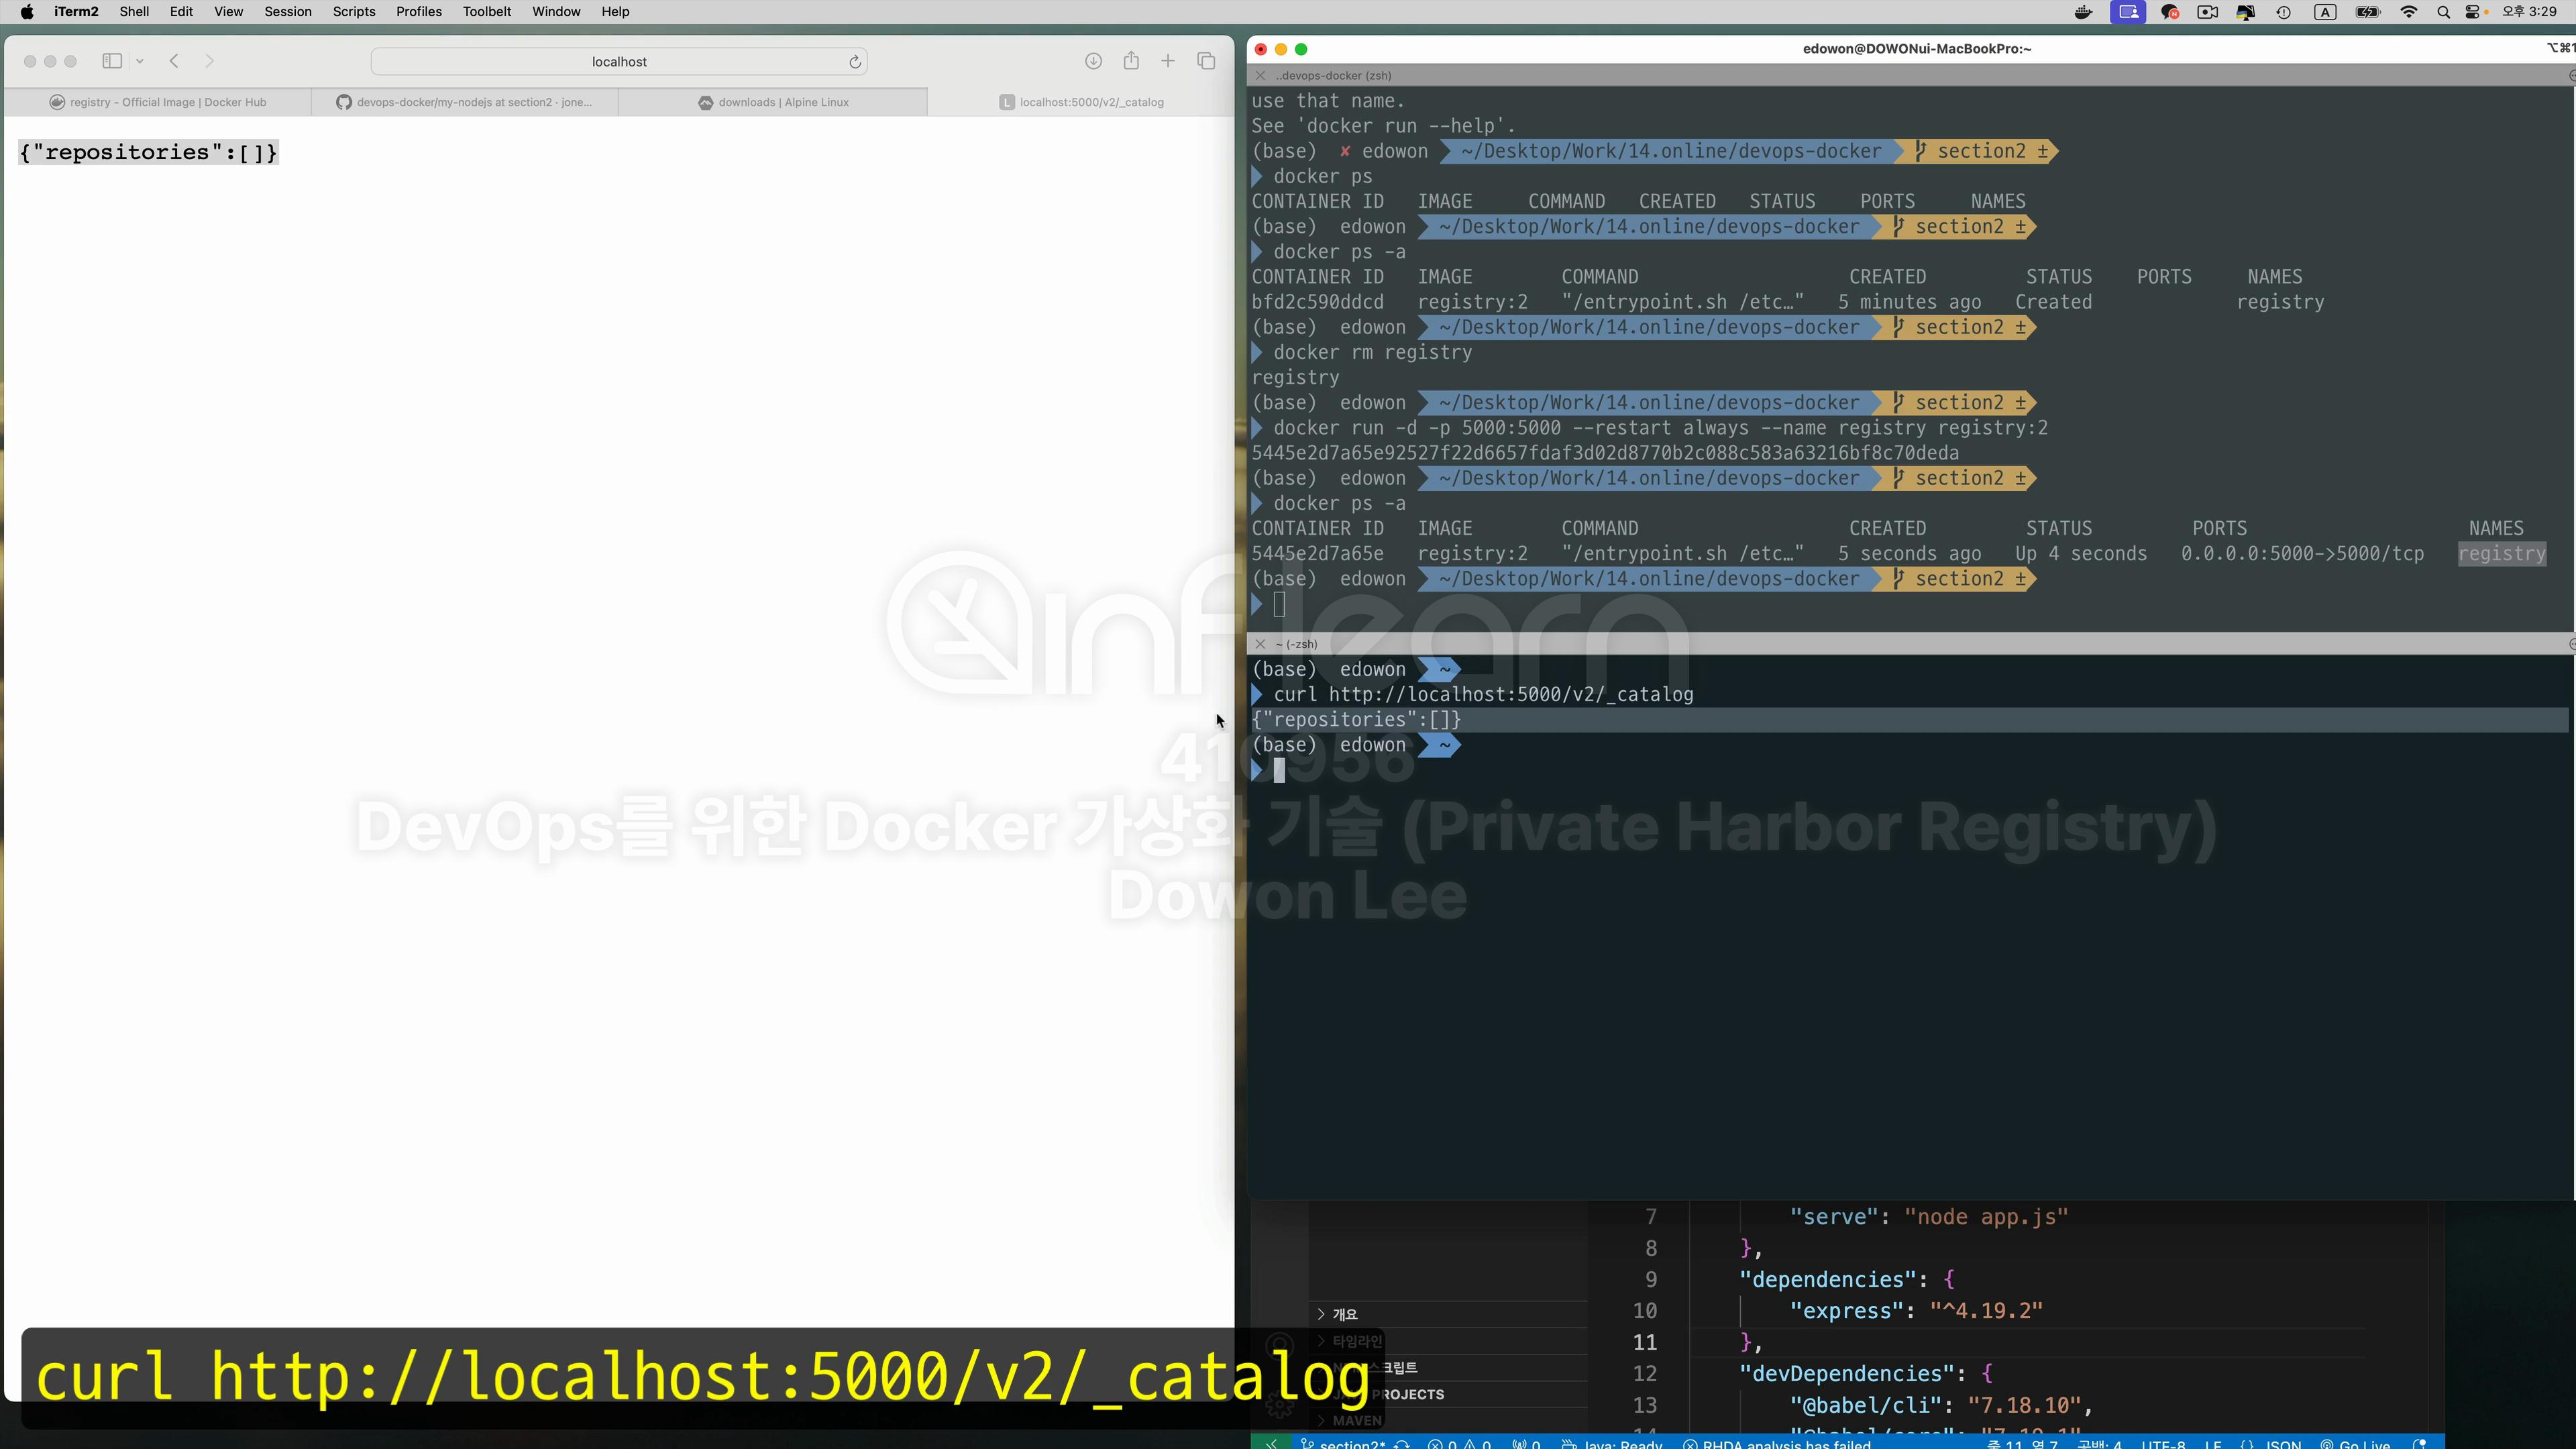 iTerm2 Shell Edit View Session Scripts Profiles Toolbelt Window Help
A 오후 3:29
localhost
registry - Official Image | Docker Hub
devops-docker/my-nodejs at section2 · jone...
downloads | Alpine Linux
L localhost:5000/v2/_catalog
{"repositories":[]}
edowon@DOWONui-MacBookPro:~
..devops-docker (zsh)
use that name.
See 'docker run --help'.
(base) ✘ edowon ~/Desktop/Work/14.online/devops-docker section2 ±
docker ps
CONTAINER ID IMAGE COMMAND CREATED STATUS PORTS NAMES
(base) edowon ~/Desktop/Work/14.online/devops-docker section2 ±
docker ps -a
CONTAINER ID IMAGE COMMAND CREATED STATUS PORTS NAMES
bfd2c590ddcd registry:2 "/entrypoint.sh /etc…" 5 minutes ago Created registry
(base) edowon ~/Desktop/Work/14.online/devops-docker section2 ±
docker rm registry
registry
(base) edowon ~/Desktop/Work/14.online/devops-docker section2 ±
docker run -d -p 5000:5000 --restart always --name registry registry:2
5445e2d7a65e92527f22d6657fdaf3d02d8770b2c088c583a63216bf8c70deda
(base) edowon ~/Desktop/Work/14.online/devops-docker section2 ±
docker ps -a
CONTAINER ID IMAGE COMMAND CREATED STATUS PORTS NAMES
5445e2d7a65e registry:2 "/entrypoint.sh /etc…" 5 seconds ago Up 4 seconds 0.0.0.0:5000->5000/tcp registry
(base) edowon ~/Desktop/Work/14.online/devops-docker section2 ±
~ (-zsh)
(base) edowon ~
curl http://localhost:5000/v2/_catalog
{"repositories":[]}
(base) edowon ~
inflearn
410956
DevOps를 위한 Docker 가상화 기술 (Private Harbor Registry)
Dowon Lee
7 "serve": "node app.js"
8 },
9 "dependencies": {
10 "express": "^4.19.2"
11 },
12 "devDependencies": {
13 "@babel/cli": "7.18.10",
개요
타임라인
스크립트
PROJECTS
MAVEN
curl http://localhost:5000/v2/_catalog
section2* 0 0 0 Java: Ready RHDA analysis has failed 줄 11, 열 7 공백: 4 UTF-8 LF {} JSON Go Live